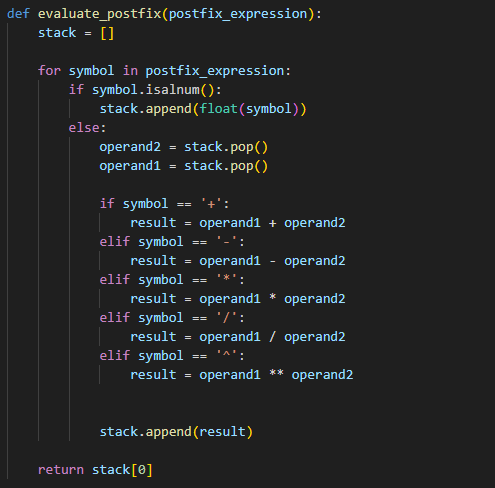 def evaluate_postfix(postfix_expression):
    stack = []

    for symbol in postfix_expression:
        if symbol.isalnum():
            stack.append(float(symbol))
        else:
            operand2 = stack.pop()
            operand1 = stack.pop()

            if symbol == '+':
                result = operand1 + operand2
            elif symbol == '-':
                result = operand1 - operand2
            elif symbol == '*':
                result = operand1 * operand2
            elif symbol == '/':
                result = operand1 / operand2
            elif symbol == '^':
                result = operand1 ** operand2


            stack.append(result)

    return stack[0]